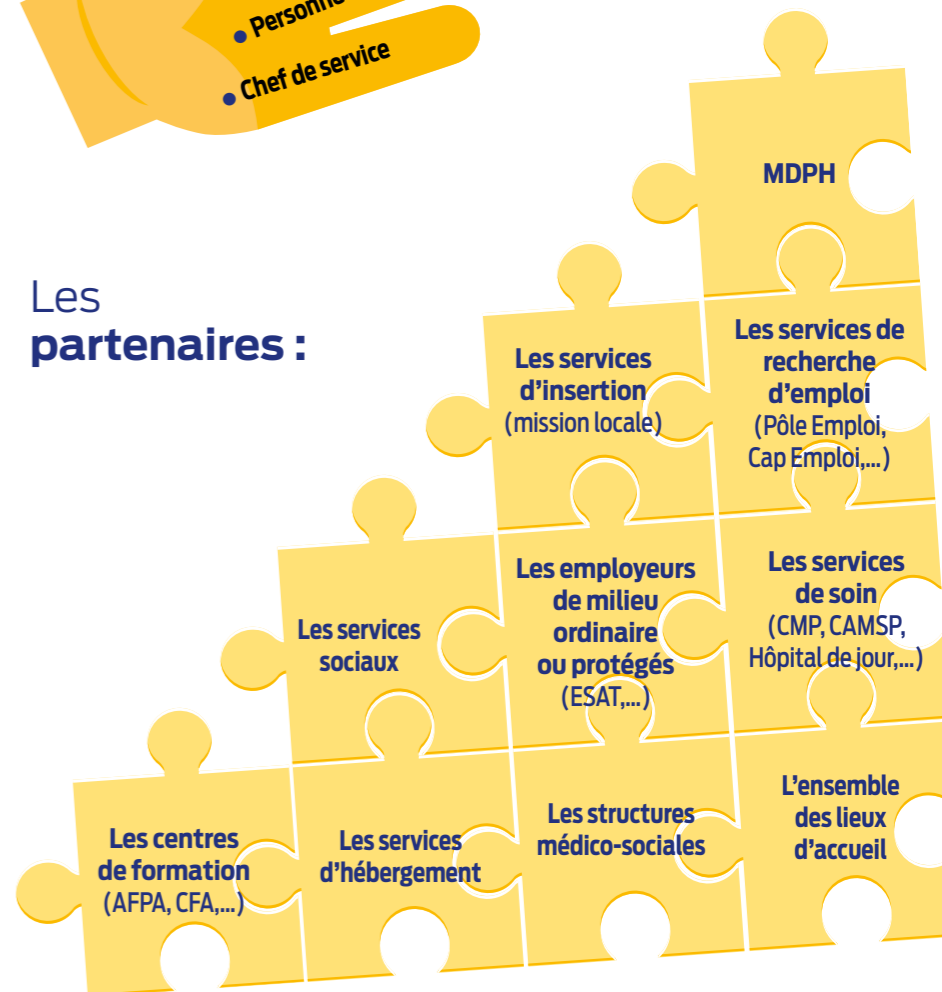 • Personne
• Chef de service
Les
partenaires :
MDPH
Les services
d'insertion
(mission locale)
Les services de
recherche
d'emploi
(Pôle Emploi,
Cap Emploi,...)
Les services
sociaux
Les employeurs
de milieu
ordinaire
ou protégés
(ESAT,...)
Les services
de soin
(CMP, CAMSP,
Hôpital de jour,...)
Les centres
de formation
(AFPA, CFA,...)
Les services
d'hébergement
Les structures
médico-sociales
L'ensemble
des lieux
d'accueil